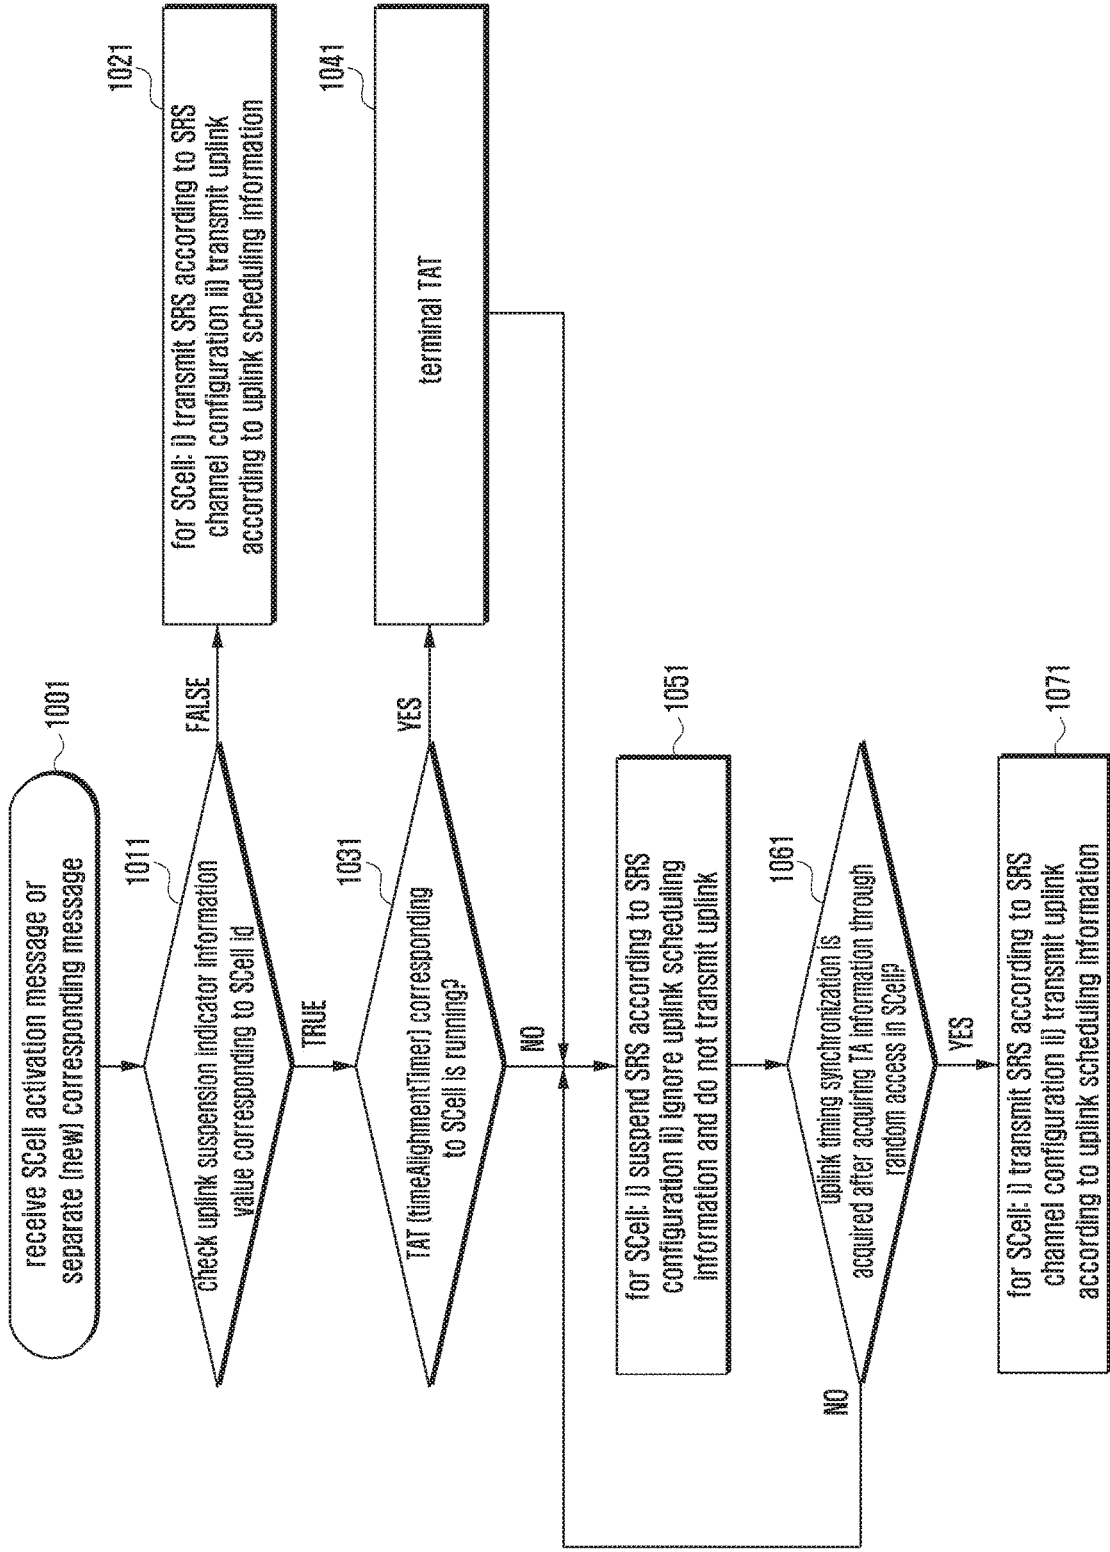 1001
receive SCell activation message or
separate (new) corresponding message
1011
check uplink suspension indicator information
value corresponding to SCell id
FALSE
1021
for SCell: i) transmit SRS according to SRS
channel configuration ii) transmit uplink
according to uplink scheduling information
TRUE
1031
TAT (timeAlighmentTimer) corresponding
to SCell is running?
YES
1041
terminal TAT
NO
1051
for SCell: i) suspend SRS according to SRS
configuration ii) ignore uplink scheduling
information and do not transmit uplink
1061
uplink timing synchronization is
acquired after acquiring TA information through
random access in SCell?
NO
YES
1071
for SCell: i) transmit SRS according to SRS
channel configuration ii) transmit uplink
according to uplink scheduling information